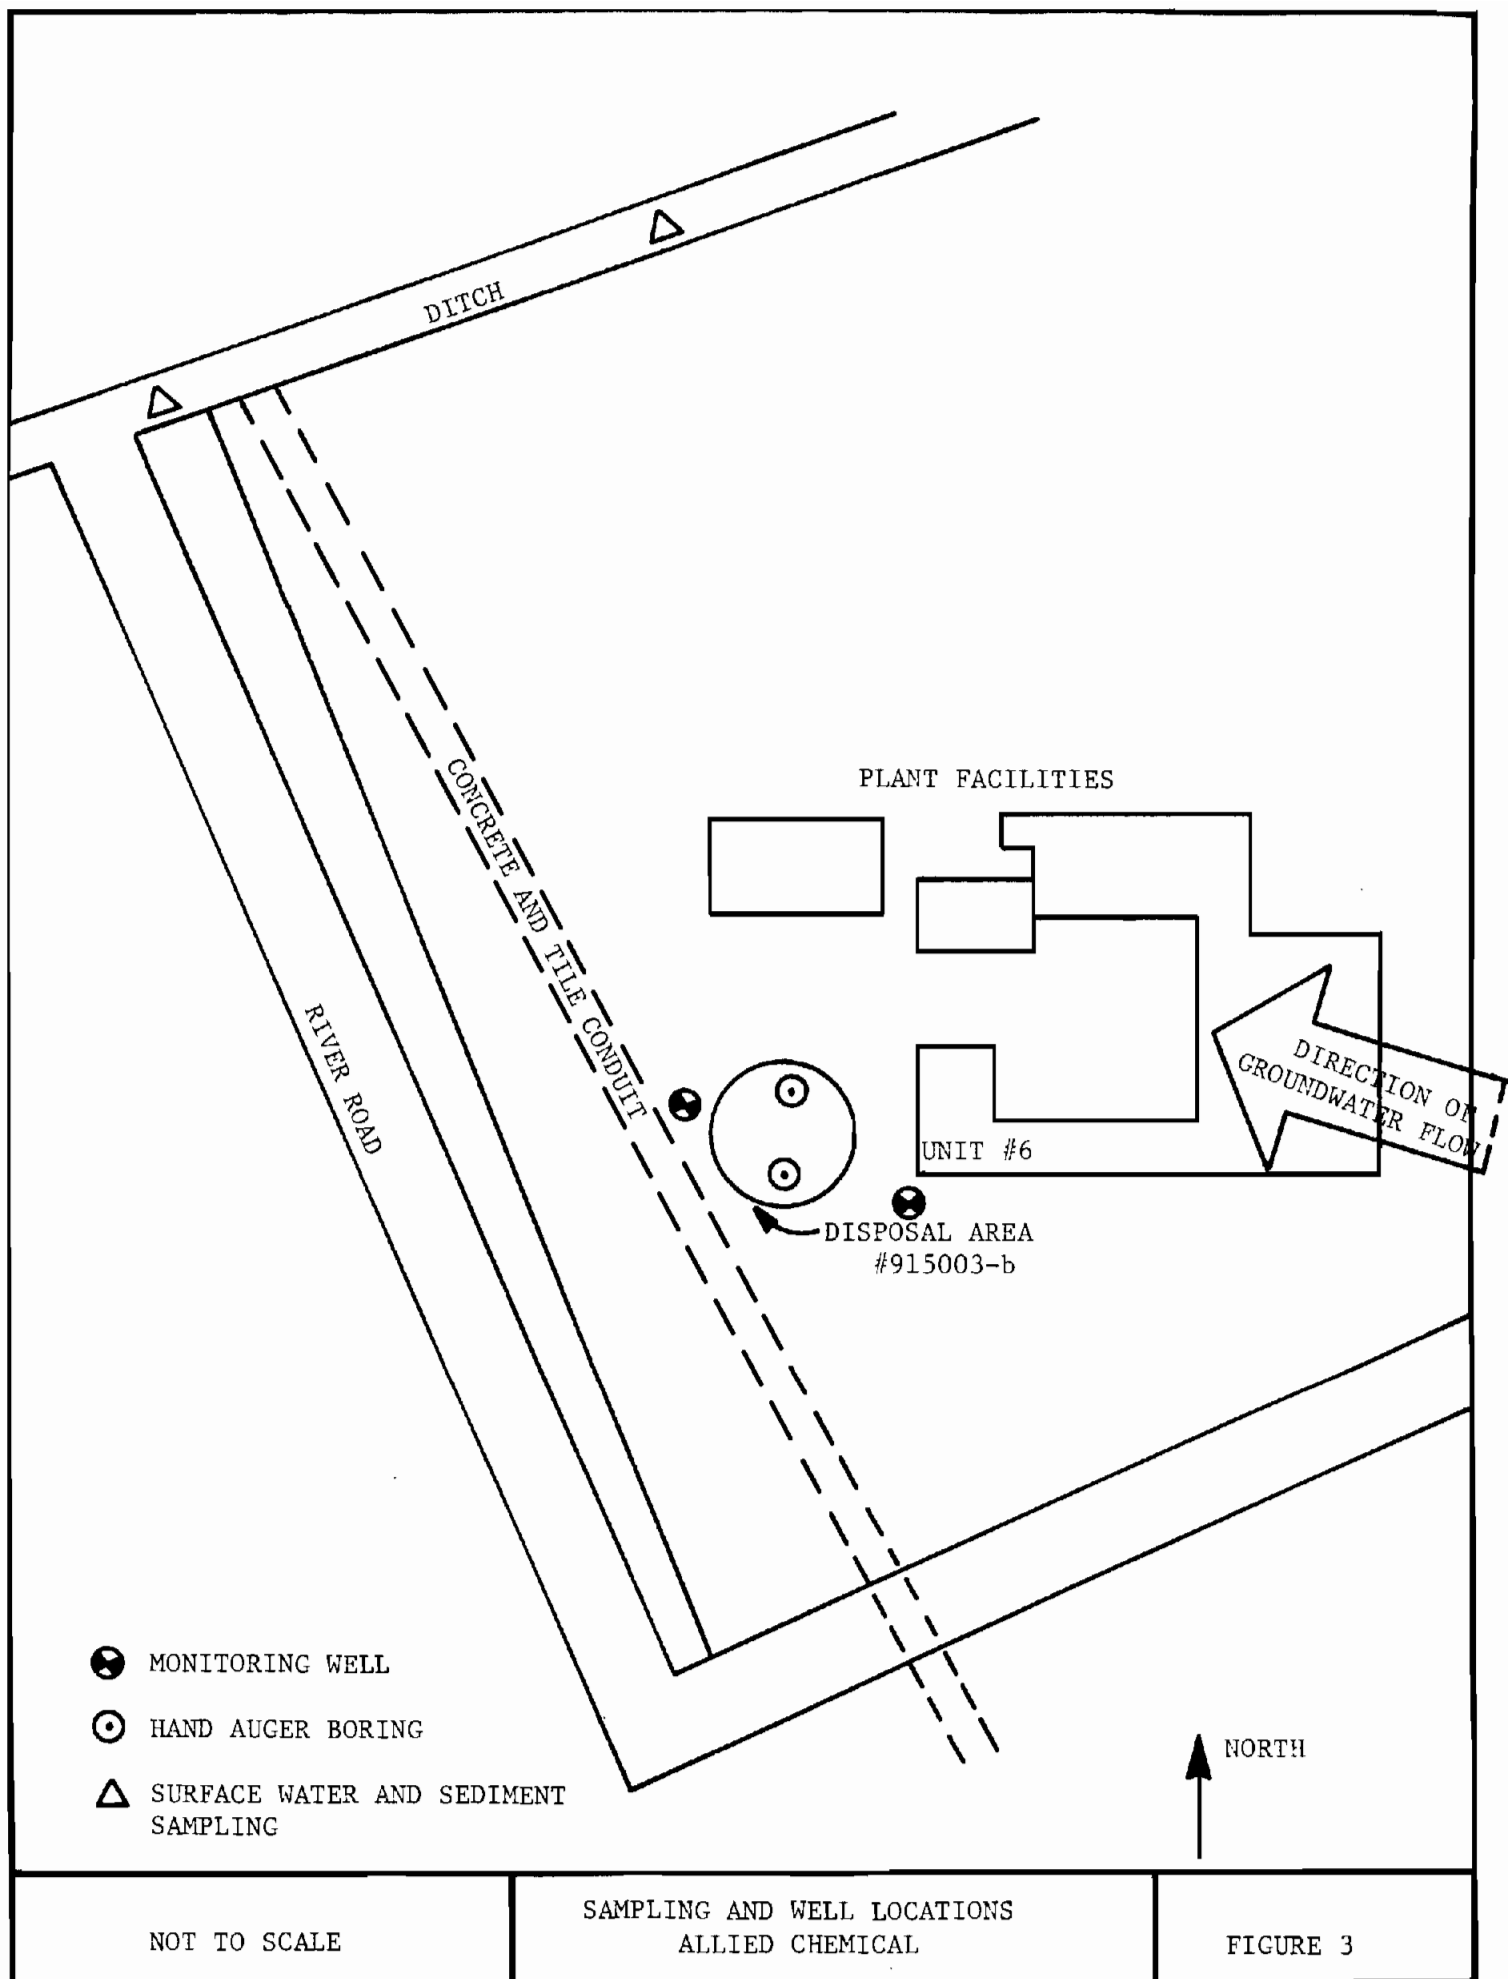 DITCH
PLANT FACILITIES
CONCRETE AND TILE CONDUIT
RIVER ROAD
DIRECTION OF
GROUNDWATER FLOW
UNIT #6
DISPOSAL AREA
#915003-b
MONITORING WELL
HAND AUGER BORING
SURFACE WATER AND SEDIMENT
SAMPLING
NORTH
NOT TO SCALE
SAMPLING AND WELL LOCATIONS
ALLIED CHEMICAL
FIGURE 3